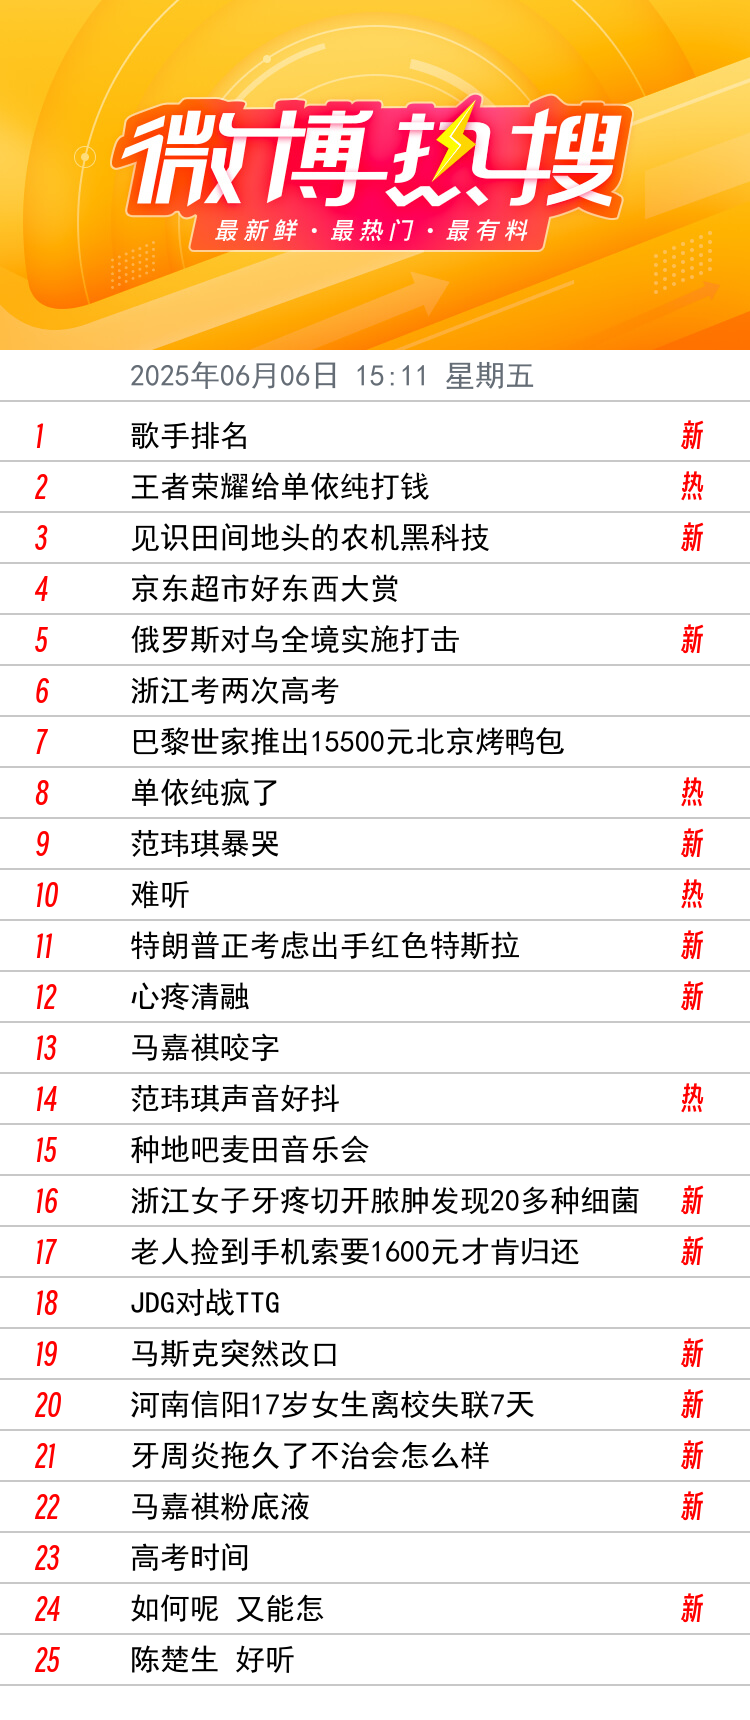 微博热搜
最新鲜·最热门·最有料
2025年06月06日 15:11 星期五
1 歌手排名 新
2 王者荣耀给单依纯打钱 热
3 见识田间地头的农机黑科技 新
4 京东超市好东西大赏
5 俄罗斯对乌全境实施打击 新
6 浙江考两次高考
7 巴黎世家推出15500元北京烤鸭包
8 单依纯疯了 热
9 范玮琪暴哭 新
10 难听 热
11 特朗普正考虑出手红色特斯拉 新
12 心疼清融 新
13 马嘉祺咬字
14 范玮琪声音好抖 热
15 种地吧麦田音乐会
16 浙江女子牙疼切开脓肿发现20多种细菌 新
17 老人捡到手机索要1600元才肯归还 新
18 JDG对战TTG
19 马斯克突然改口 新
20 河南信阳17岁女生离校失联7天 新
21 牙周炎拖久了不治会怎么样 新
22 马嘉祺粉底液 新
23 高考时间
24 如何呢 又能怎 新
25 陈楚生 好听